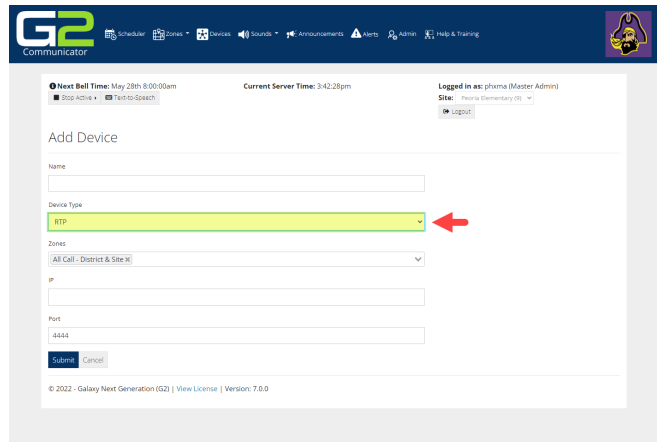 G2
Communicator
Scheduler Zones Devices Sounds Announcements Alerts Admin Help & Training
Next Bell Time: May 28th 8:00:00am Current Server Time: 3:42:28pm Logged in as: phxma (Master Admin)
Stop Active Text-to-Speech Site: Peoria Elementary (9)
Logout
Add Device
Name
Device Type
RTP
Zones
All Call - District & Site ×
IP
Port
4444
Submit Cancel
© 2022 - Galaxy Next Generation (G2) | View License | Version: 7.0.0